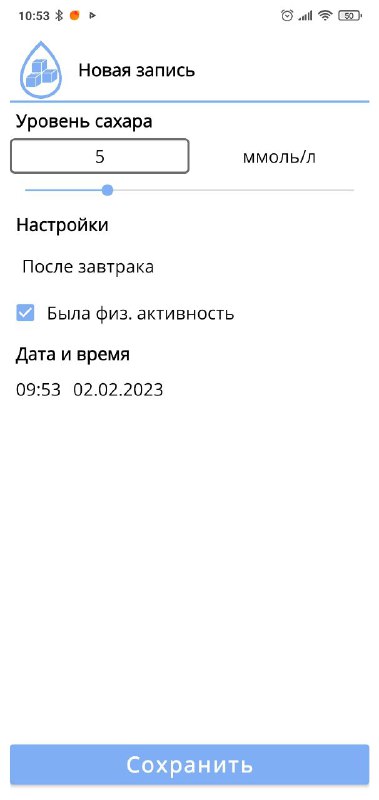 10:53 50
Новая запись
Уровень сахара
5 ммоль/л
Настройки
После завтрака
Была физ. активность
Дата и время
09:53 02.02.2023
Сохранить